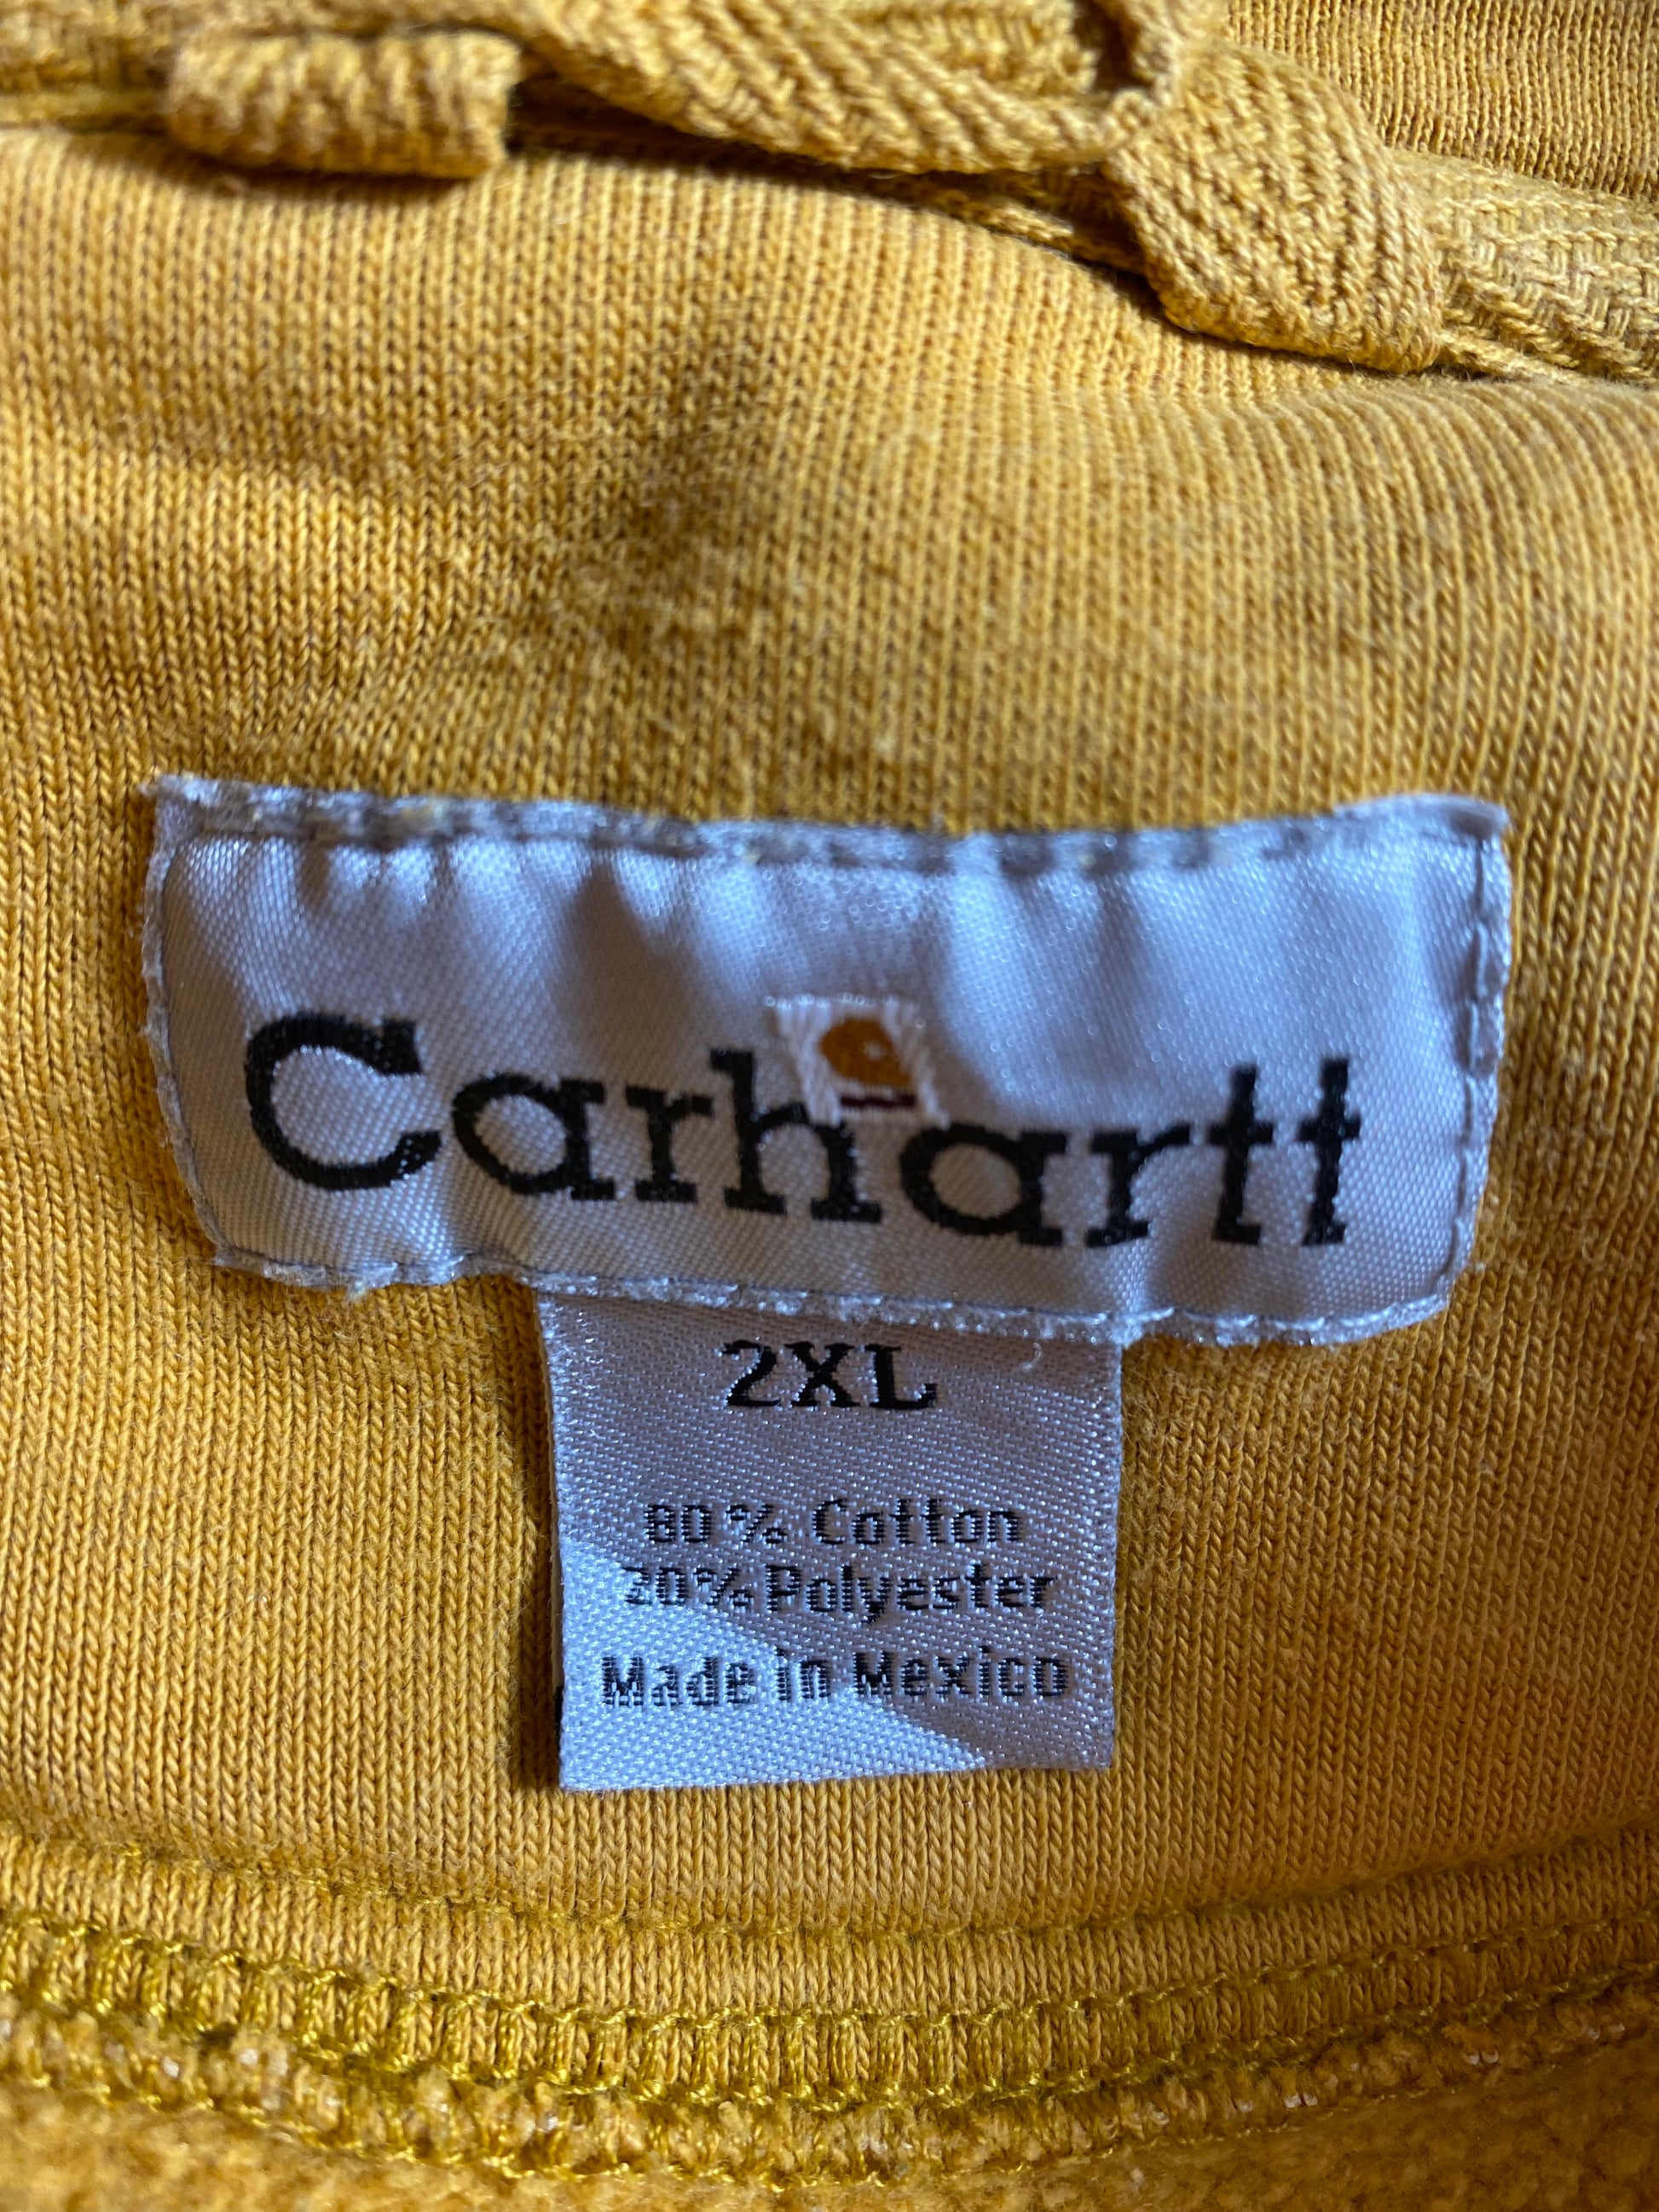 Carhartt
2XL
80% Cotton
20% Polyester
Made in Mexico